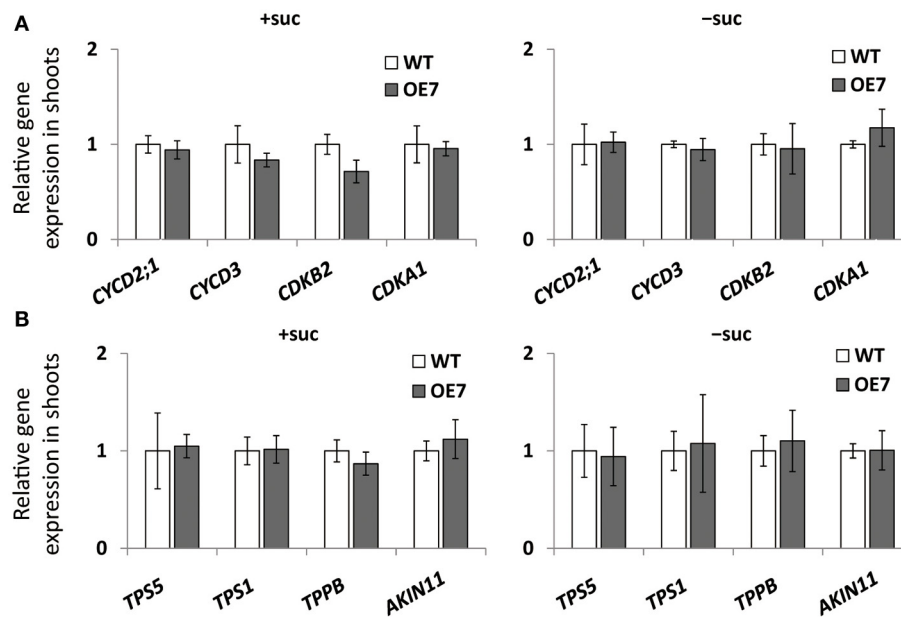 A
+suc
−suc
Relative gene
expression in shoots
2
1
0
WT
OE7
CYCD2;1
CYCD3
CDKB2
CDKA1
2
1
0
WT
OE7
CYCD2;1
CYCD3
CDKB2
CDKA1
B
+suc
−suc
Relative gene
expression in shoots
2
1
0
WT
OE7
TPS5
TPS1
TPPB
AKIN11
2
1
0
WT
OE7
TPS5
TPS1
TPPB
AKIN11